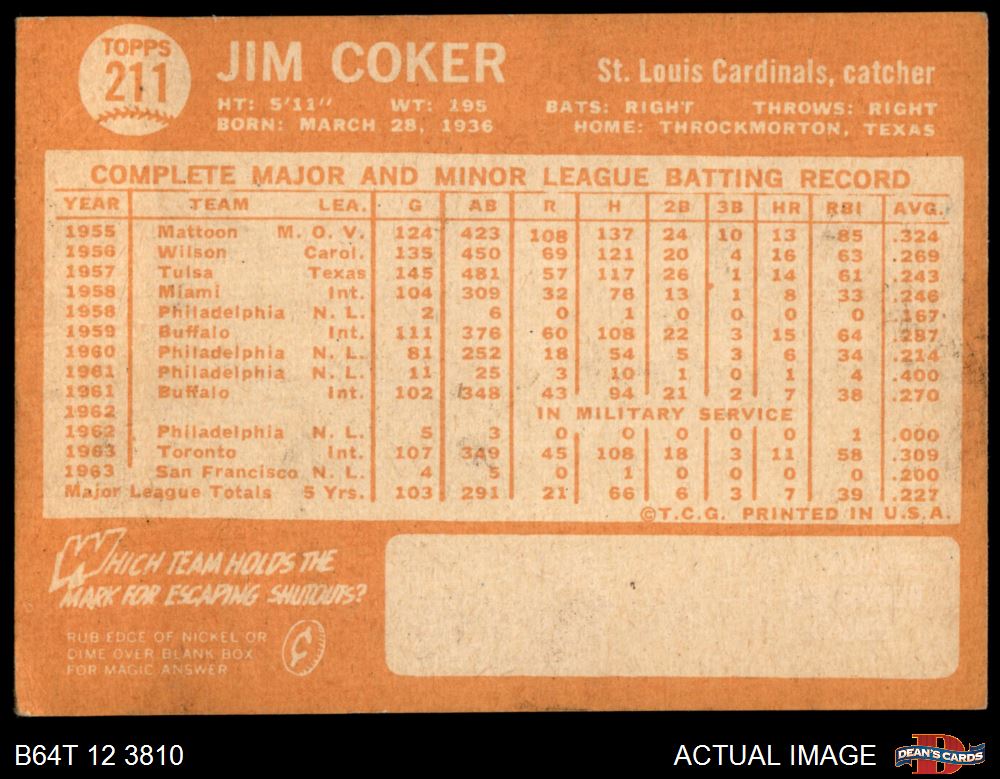 TOPPS
211
JIM COKER
St. Louis Cardinals, catcher
HT: 5'11" WT: 195 BATS: RIGHT THROWS: RIGHT
BORN: MARCH 28, 1936 HOME: THROCKMORTON, TEXAS
COMPLETE MAJOR AND MINOR LEAGUE BATTING RECORD
YEAR TEAM LEA. G AB R H 2B 3B HR RBI AVG.
1955 Mattoon M. O. V. 124 423 108 137 24 10 13 85 .324
1956 Wilson Carol. 135 450 69 121 20 4 16 63 .269
1957 Tulsa Texas 145 481 57 117 26 1 14 61 .243
1958 Miami Int. 104 309 32 76 13 1 8 33 .246
1958 Philadelphia N. L. 2 6 0 1 0 0 0 0 .167
1959 Buffalo Int. 111 376 60 108 22 3 15 64 .287
1960 Philadelphia N. L. 81 252 18 54 5 3 6 34 .214
1961 Philadelphia N. L. 11 25 3 10 1 0 1 4 .400
1961 Buffalo Int. 102 348 43 94 21 2 7 38 .270
1962 IN MILITARY SERVICE
1962 Philadelphia N. L. 5 3 0 0 0 0 0 1 .000
1963 Toronto Int. 107 349 45 108 18 3 11 58 .309
1963 San Francisco N. L. 4 5 0 1 0 0 0 0 .200
Major League Totals 5 Yrs. 103 291 21 66 6 3 7 39 .227
©T.C.G. PRINTED IN U.S.A.
WHICH TEAM HOLDS THE
MARK FOR ESCAPING SHUTOUTS?
RUB EDGE OF NICKEL OR
DIME OVER BLANK BOX
FOR MAGIC ANSWER
¢
B64T 12 3810
ACTUAL IMAGE
D
DEAN'S CARDS